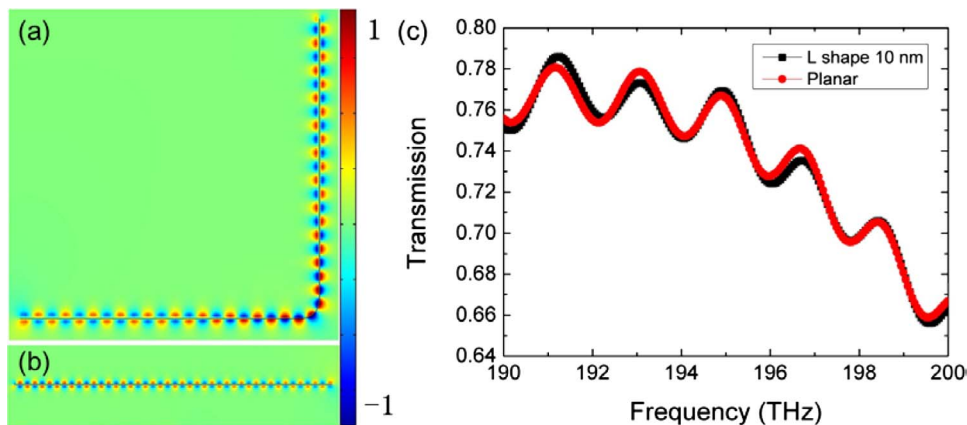 (a)
1
(b)
−1
(c)
Transmission
0.80
0.78
0.76
0.74
0.72
0.70
0.68
0.66
0.64
L shape 10 nm
Planar
190 192 194 196 198 200
Frequency (THz)